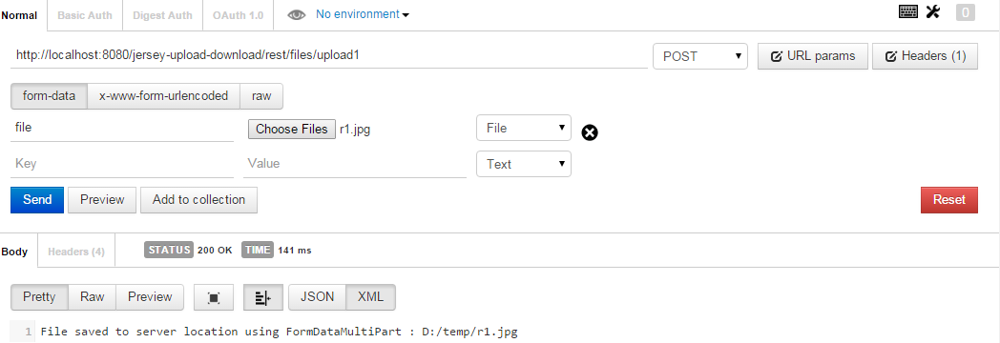 Normal Basic Auth Digest Auth OAuth 1.0 No environment 0
http://localhost:8080/jersey-upload-download/rest/files/upload1 POST URL params Headers (1)
form-data x-www-form-urlencoded raw
file Choose Files r1.jpg File
Key Value Text
Send Preview Add to collection Reset
Body Headers (4) STATUS 200 OK TIME 141 ms
Pretty Raw Preview JSON XML
1 File saved to server location using FormDataMultiPart : D:/temp/r1.jpg